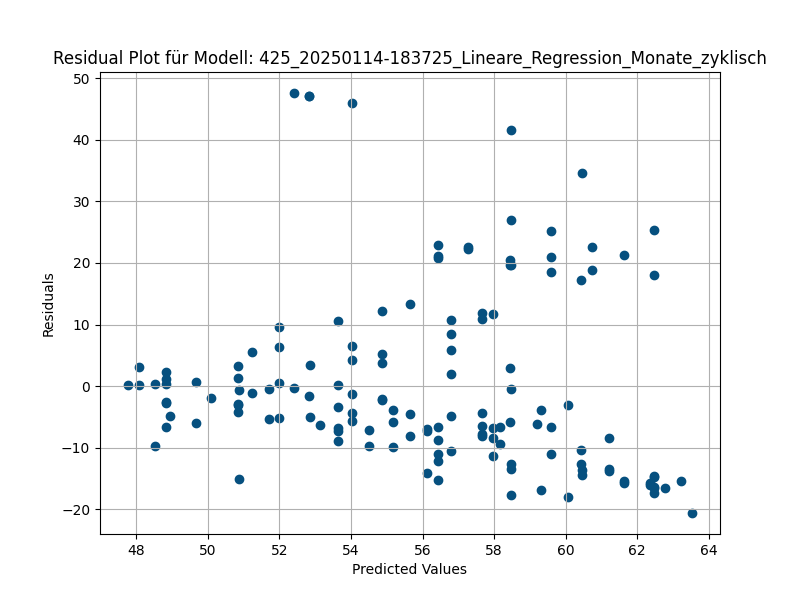 Residual Plot für Modell: 425_20250114-183725_Lineare_Regression_Monate_zyklisch
50
40
30
20
10
0
−10
−20
Residuals
48 50 52 54 56 58 60 62 64
Predicted Values